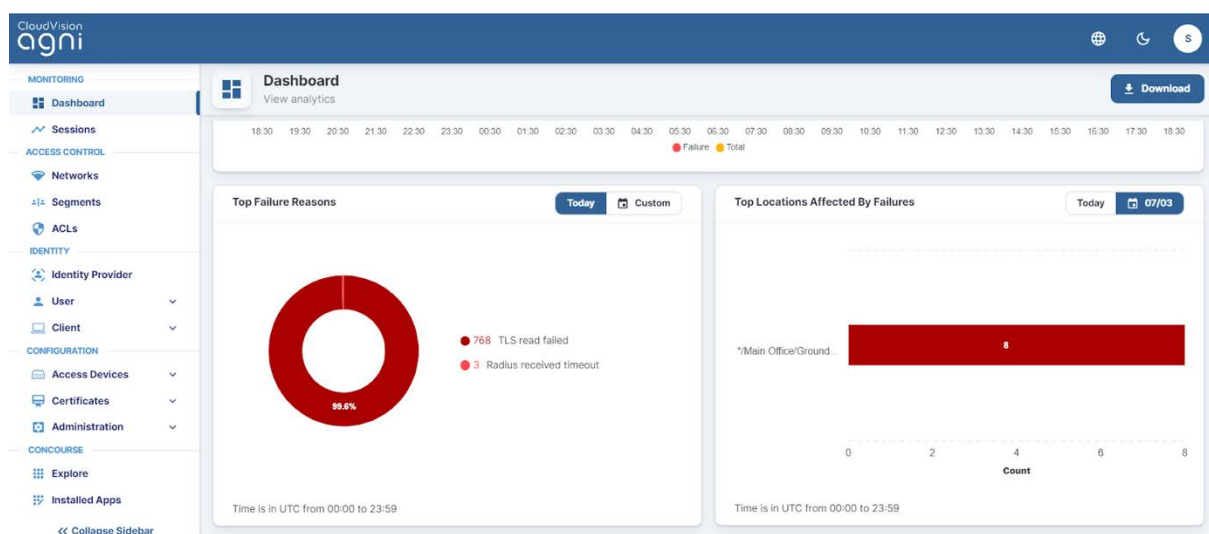 CloudVision
agni
S
MONITORING
Dashboard
Sessions
ACCESS CONTROL
Networks
Segments
ACLs
IDENTITY
Identity Provider
User
Client
CONFIGURATION
Access Devices
Certificates
Administration
CONCOURSE
Explore
Installed Apps
Collapse Sidebar
Dashboard
View analytics
Download
18:30 19:30 20:30 21:30 22:30 23:30 00:30 01:30 02:30 03:30 04:30 05:30 06:30 07:30 08:30 09:30 10:30 11:30 12:30 13:30 14:30 15:30 16:30 17:30 18:30
Failure Total
Top Failure Reasons
Today Custom
768 TLS read failed
3 Radius received timeout
99.6%
Time is in UTC from 00:00 to 23:59
Top Locations Affected By Failures
Today 07/03
*/Main Office/Ground...
8
0 2 4 6 8
Count
Time is in UTC from 00:00 to 23:59